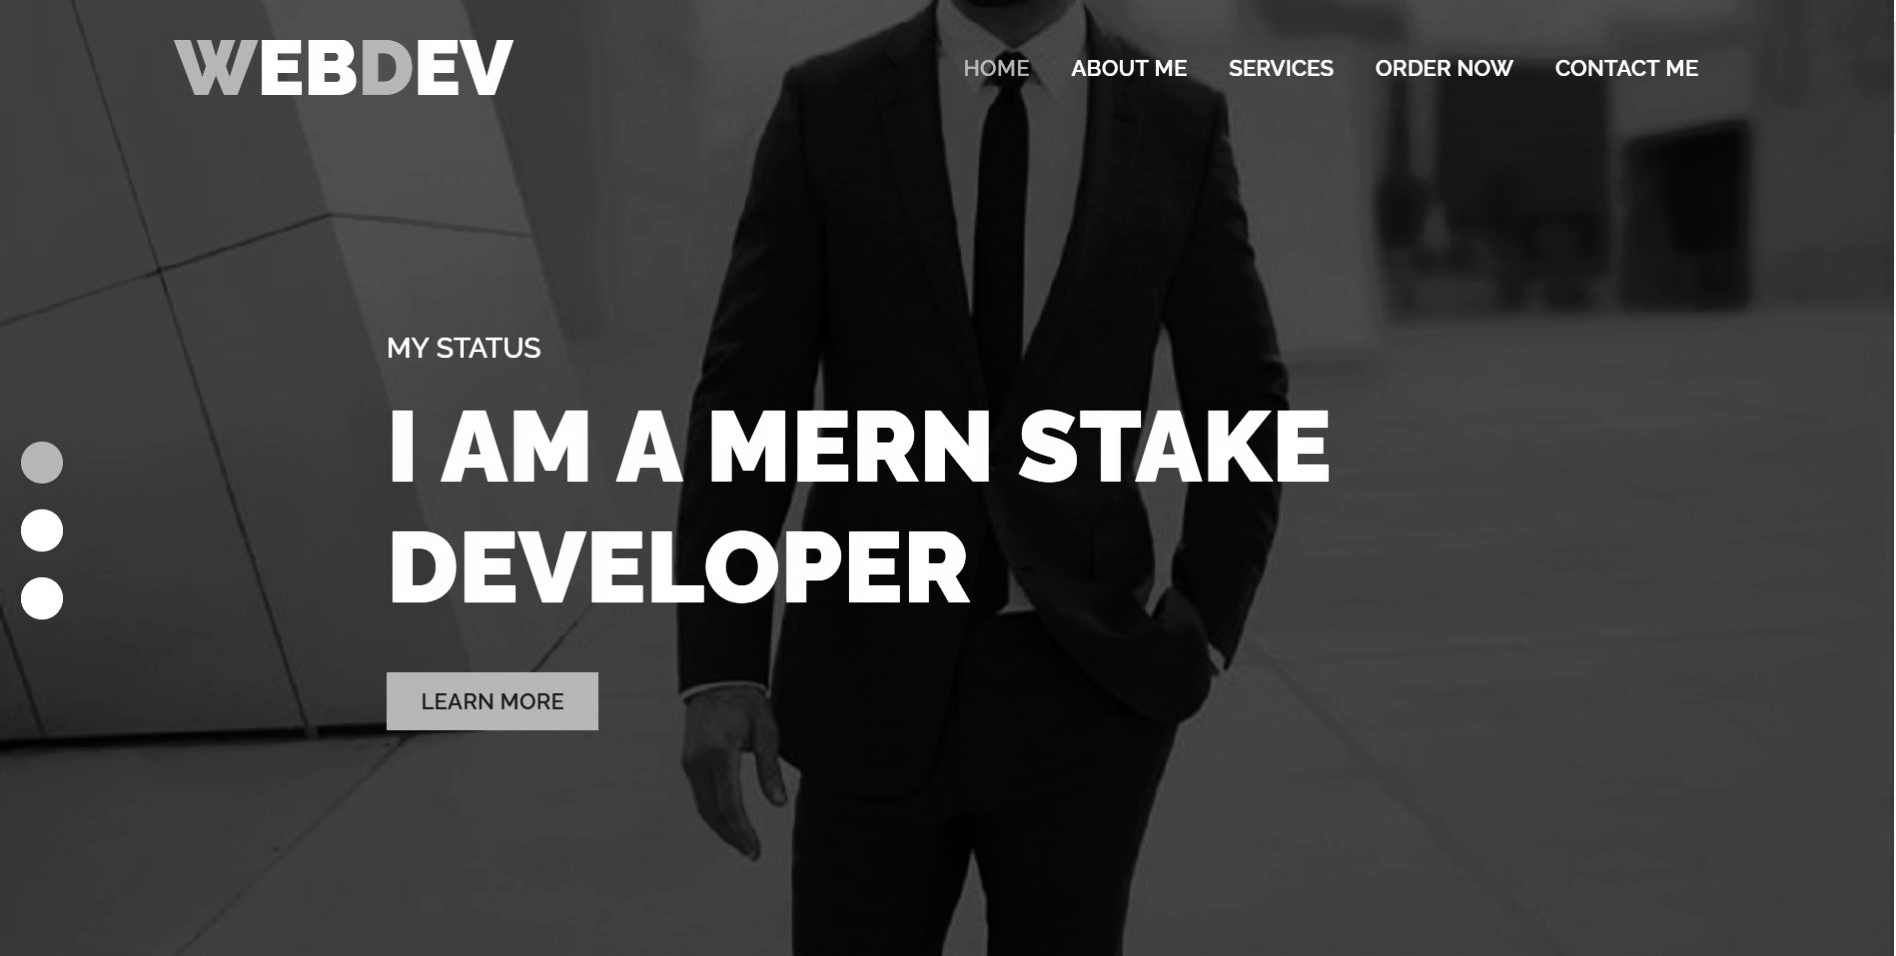 WEBDEV
HOME ABOUT ME SERVICES ORDER NOW CONTACT ME
MY STATUS
I AM A MERN STAKE
DEVELOPER
LEARN MORE